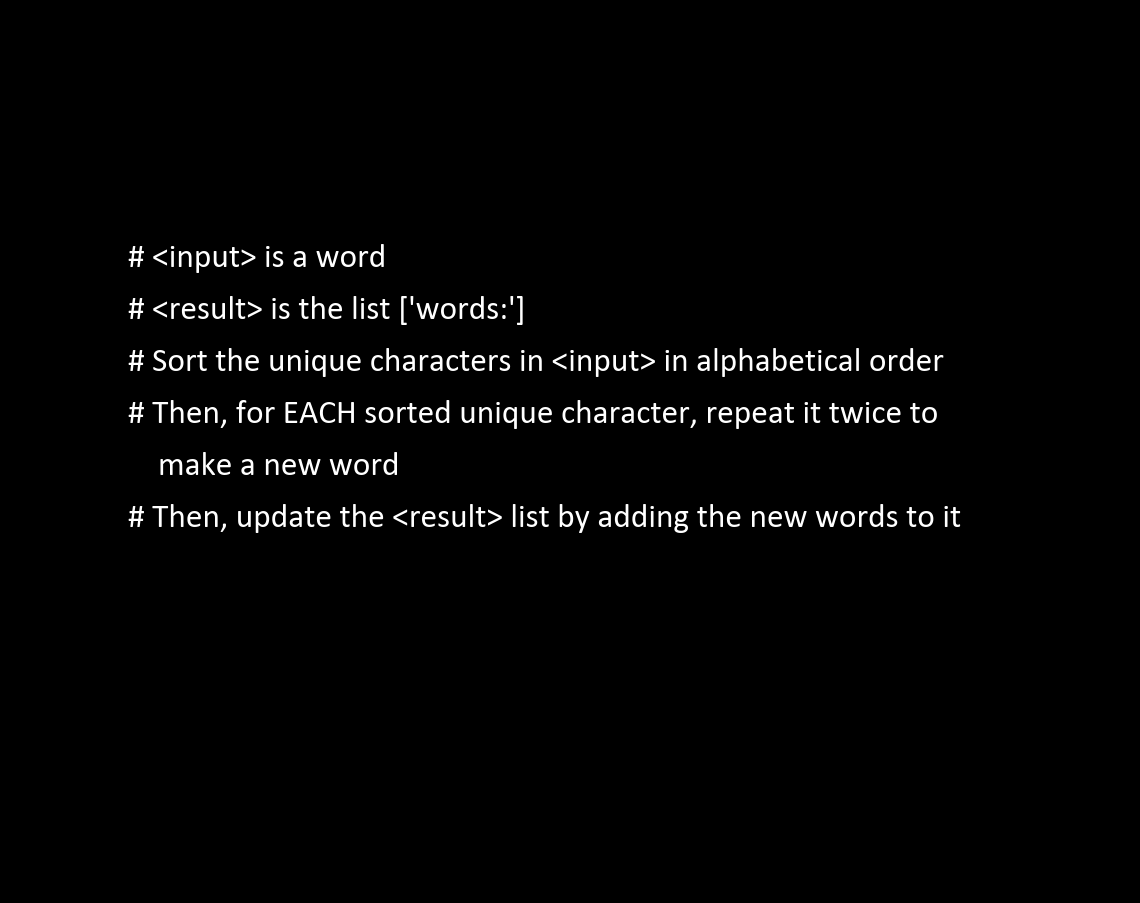 # <input> is a word
# <result> is the list ['words:']
# Sort the unique characters in <input> in alphabetical order
# Then, for EACH sorted unique character, repeat it twice to
make a new word
# Then, update the <result> list by adding the new words to it